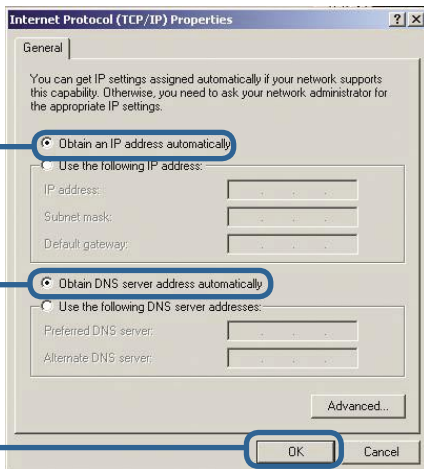 Internet Protocol (TCP/IP) Properties
General
You can get IP settings assigned automatically if your network supports
this capability. Otherwise, you need to ask your network administrator for
the appropriate IP settings.
Obtain an IP address automatically
Use the following IP address:
IP address:
Subnet mask:
Default gateway:
Obtain DNS server address automatically
Use the following DNS server addresses:
Preferred DNS server:
Alternate DNS server:
Advanced...
OK Cancel